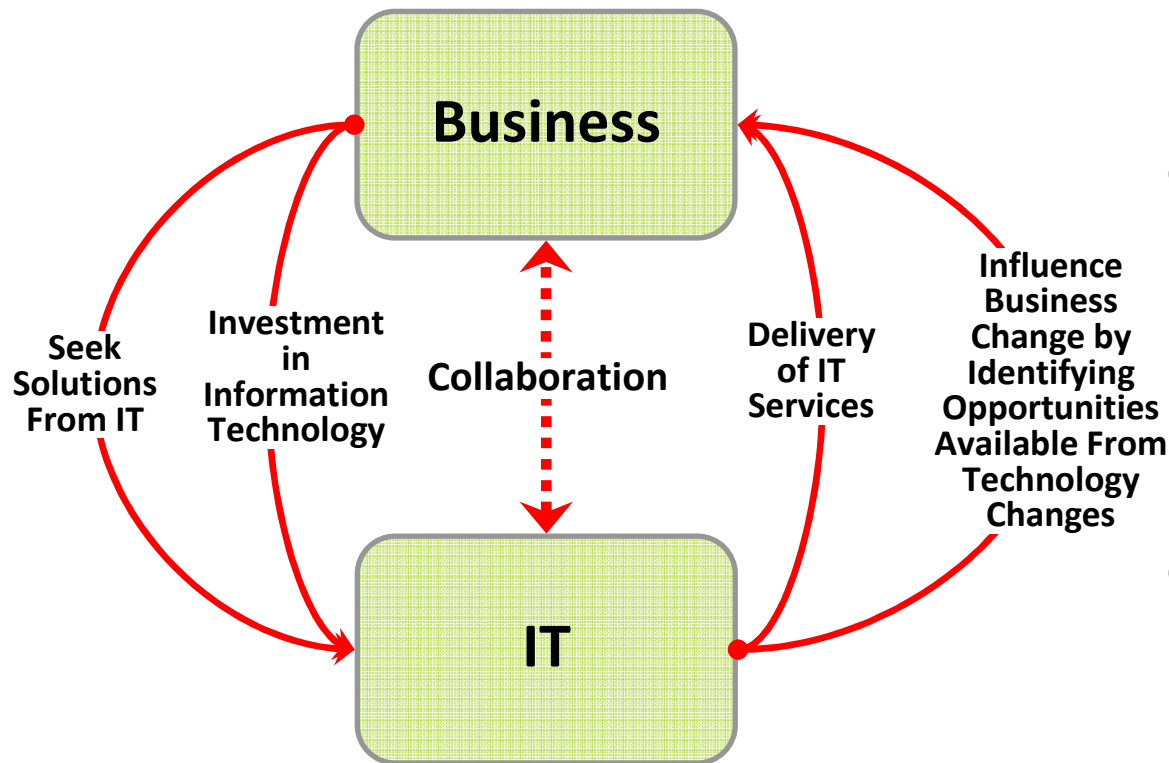 Business
Seek
Solutions
From IT
Investment
in
Information
Technology
Collaboration
Delivery
of IT
Services
Influence
Business
Change by
Identifying
Opportunities
Available From
Technology
Changes
IT